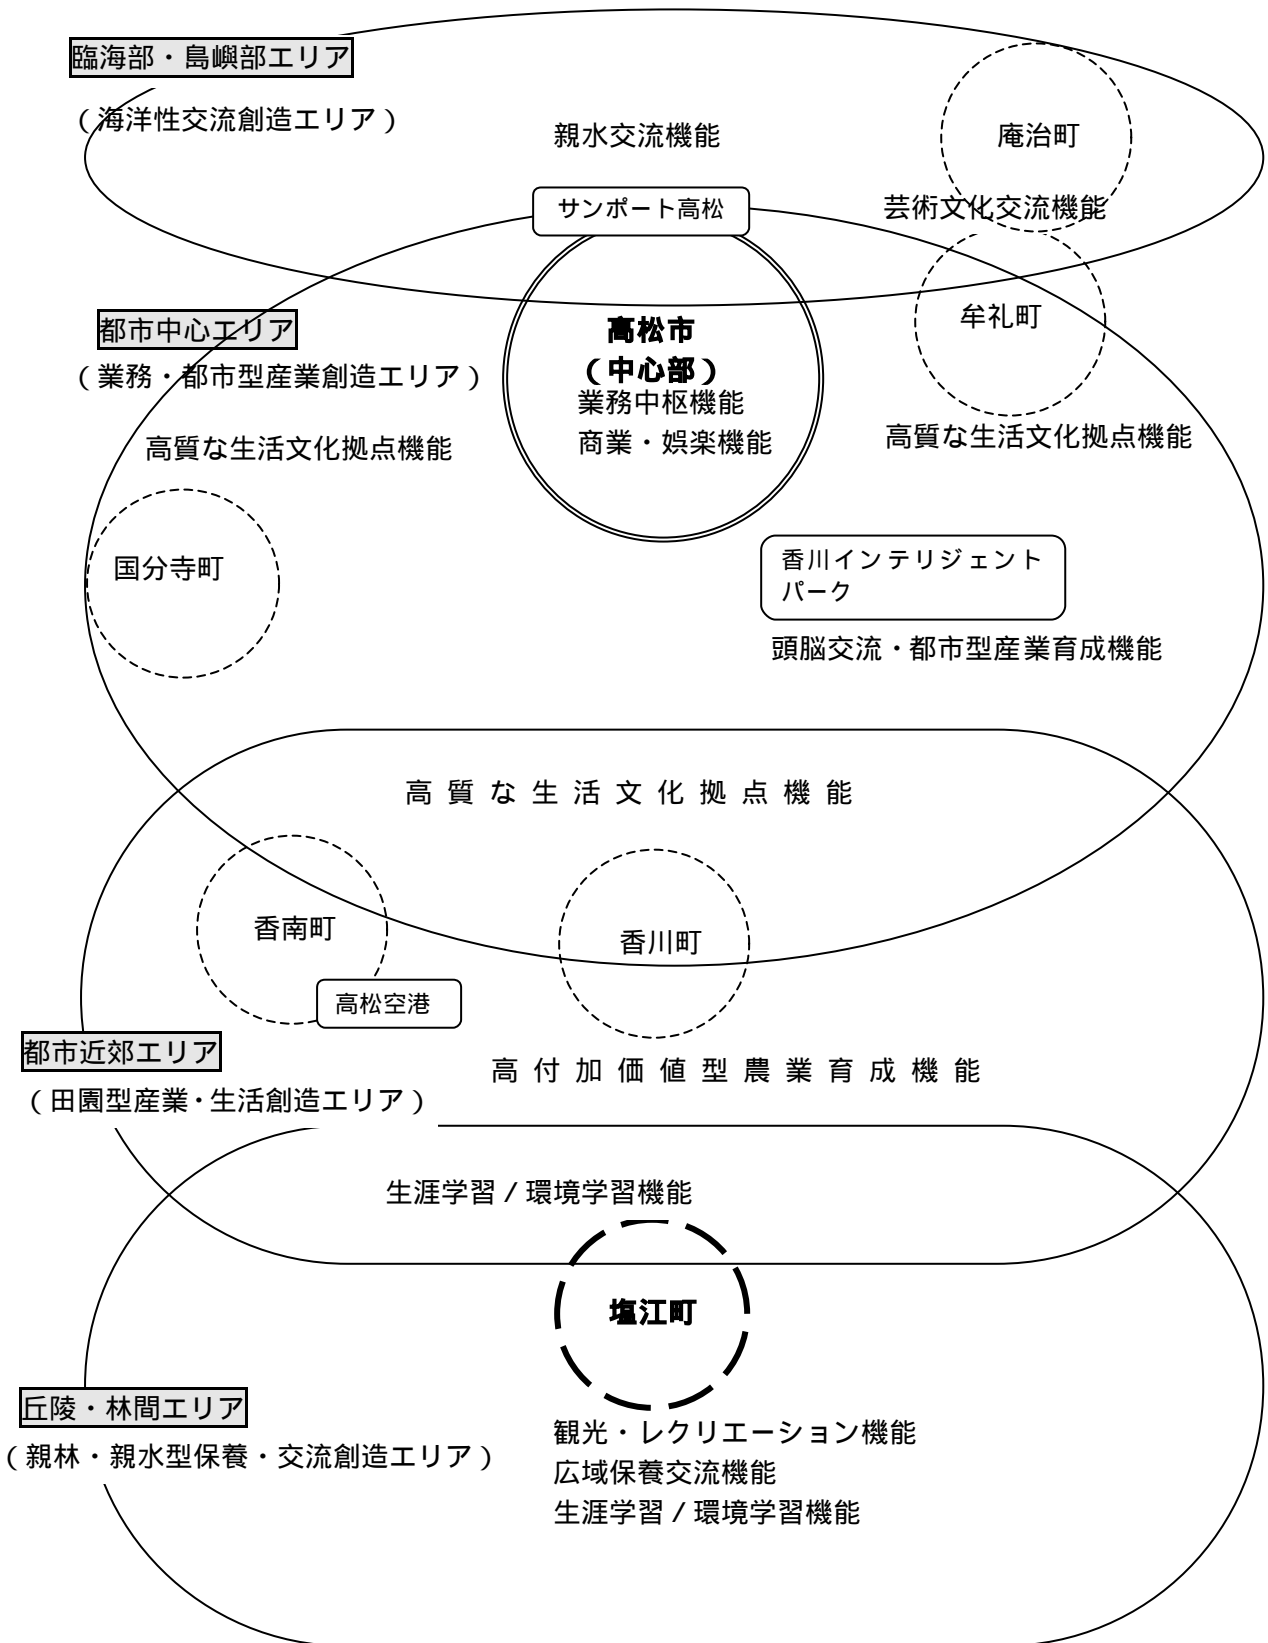 臨海部・島嶼部エリア
（海洋性交流創造エリア）
親水交流機能
庵治町
サンポート高松
芸術文化交流機能
都市中心エリア
（業務・都市型産業創造エリア）
高松市
（中心部）
業務中枢機能
商業・娯楽機能
牟礼町
高質な生活文化拠点機能
高質な生活文化拠点機能
国分寺町
香川インテリジェント
パーク
頭脳交流・都市型産業育成機能
高質な生活文化拠点機能
香南町
香川町
高松空港
都市近郊エリア
（田園型産業・生活創造エリア）
高付加価値型農業育成機能
生涯学習/環境学習機能
塩江町
丘陵・林間エリア
（親林・親水型保養・交流創造エリア）
観光・レクリエーション機能
広域保養交流機能
生涯学習/環境学習機能